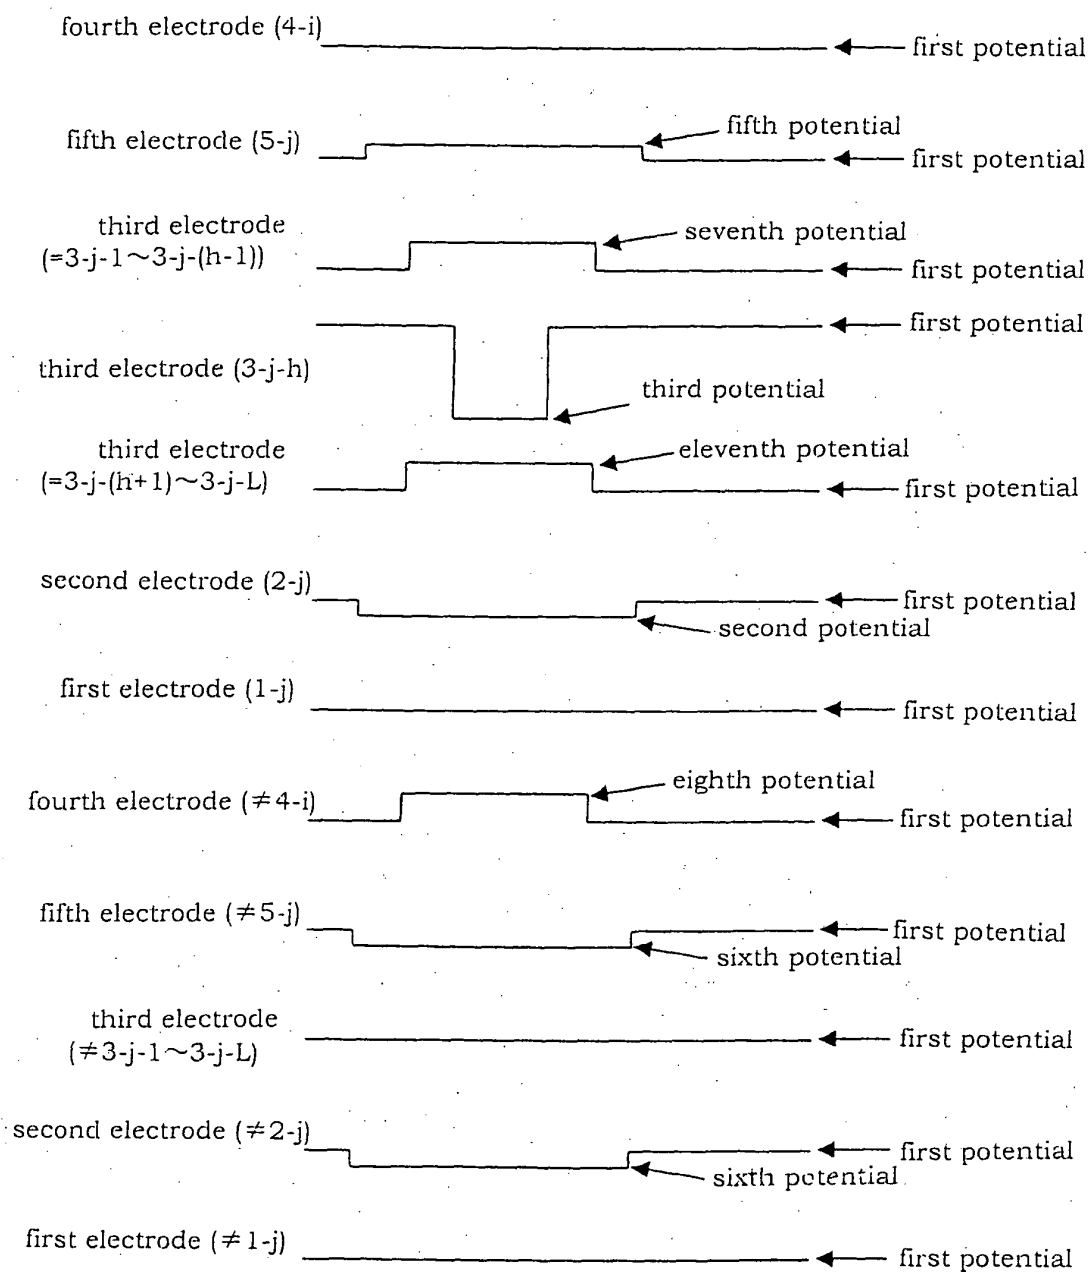 fourth electrode (4-i)
first potential
fifth electrode (5-j)
fifth potential
first potential
third electrode
(=3-j-1~3-j-(h-1))
seventh potential
first potential
first potential
third electrode (3-j-h)
third potential
third electrode
(=3-j-(h+1)~3-j-L)
eleventh potential
first potential
second electrode (2-j)
first potential
second potential
first electrode (1-j)
first potential
fourth electrode (≠4-i)
eighth potential
first potential
fifth electrode (≠5-j)
first potential
sixth potential
third electrode
(≠3-j-1~3-j-L)
first potential
second electrode (≠2-j)
first potential
sixth potential
first electrode (≠1-j)
first potential